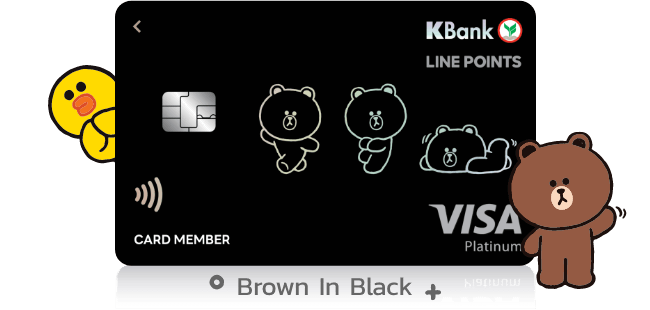 KBank
LINE POINTS
VISA
Platinum
CARD MEMBER
Brown In Black